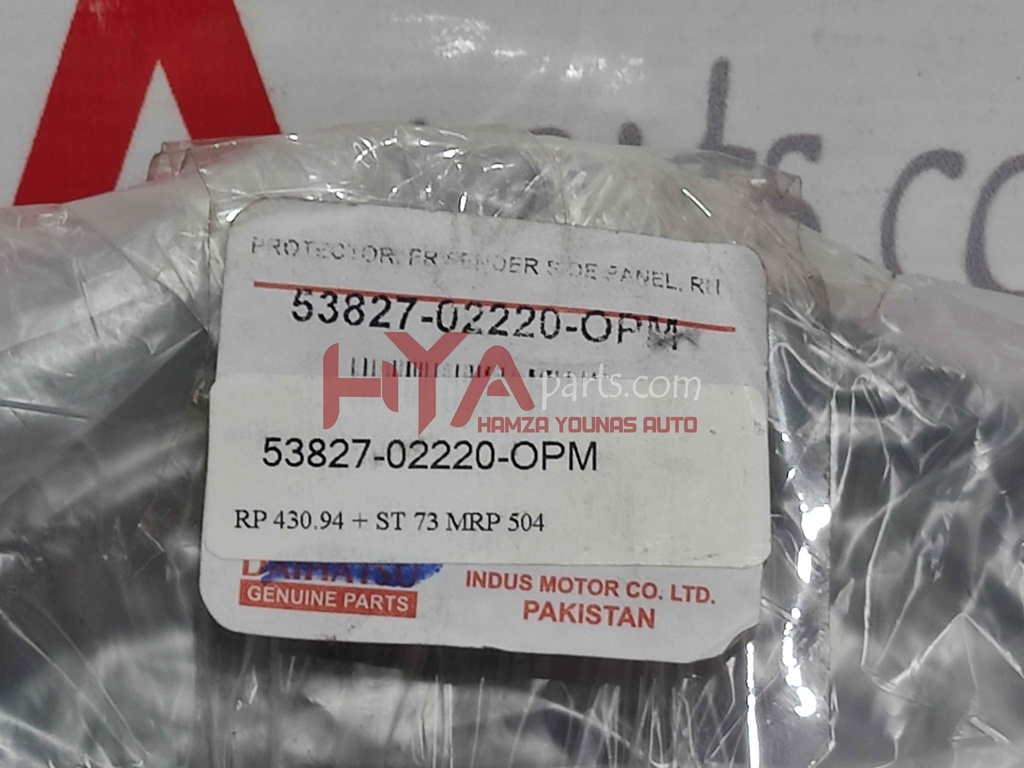 PROTECTOR, FR FENDER SIDE PANEL, RH
53827-02220-OPM
HYA parts.com
HAMZA YOUNAS AUTO
53827-02220-OPM
RP 430.94 + ST 73 MRP 504
DAIHATSU
GENUINE PARTS
INDUS MOTOR CO. LTD.
PAKISTAN